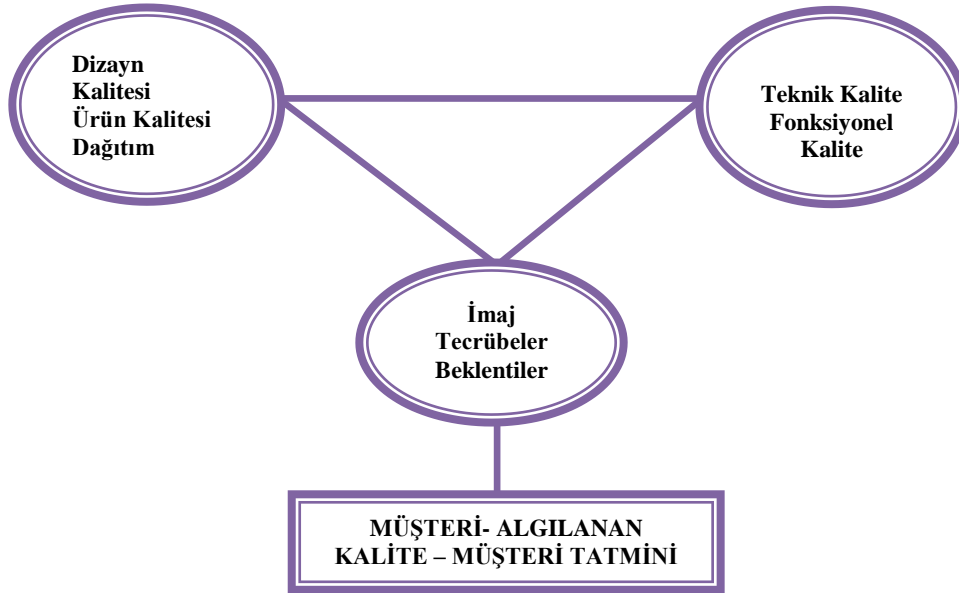 Dizayn
Kalitesi
Ürün Kalitesi
Dağıtım
Teknik Kalite
Fonksiyonel
Kalite
İmaj
Tecrübeler
Beklentiler
MÜŞTERİ- ALGILANAN
KALİTE – MÜŞTERİ TATMİNİ